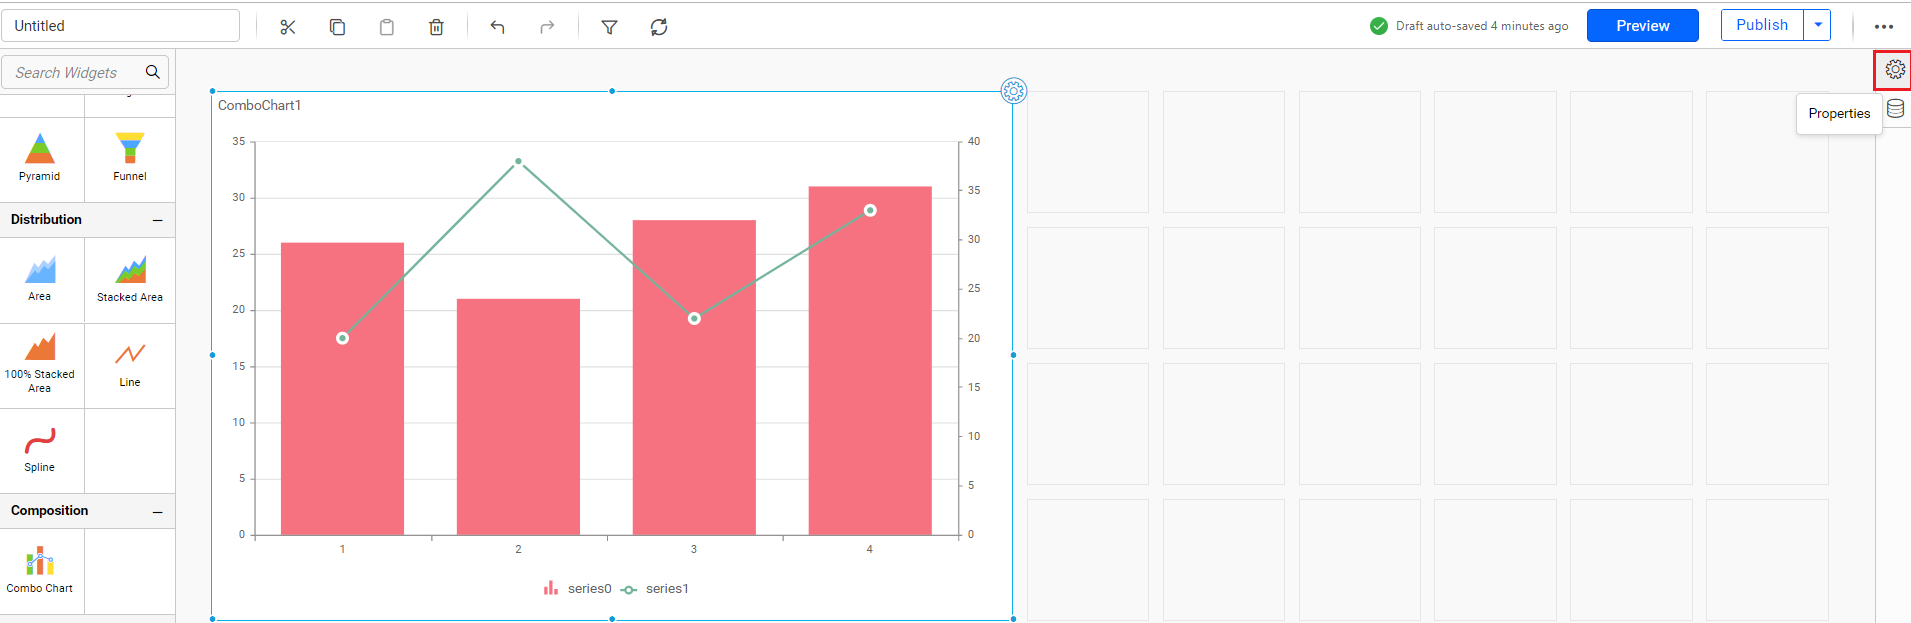 Untitled
Draft auto-saved 4 minutes ago
Preview
Publish
Search Widgets
Pyramid
Funnel
Distribution
Area
Stacked Area
100% Stacked
Area
Line
Spline
Composition
Combo Chart
ComboChart1
35
30
25
20
15
10
5
0
40
35
30
25
20
15
10
5
0
1 2 3 4
series0 series1
Properties